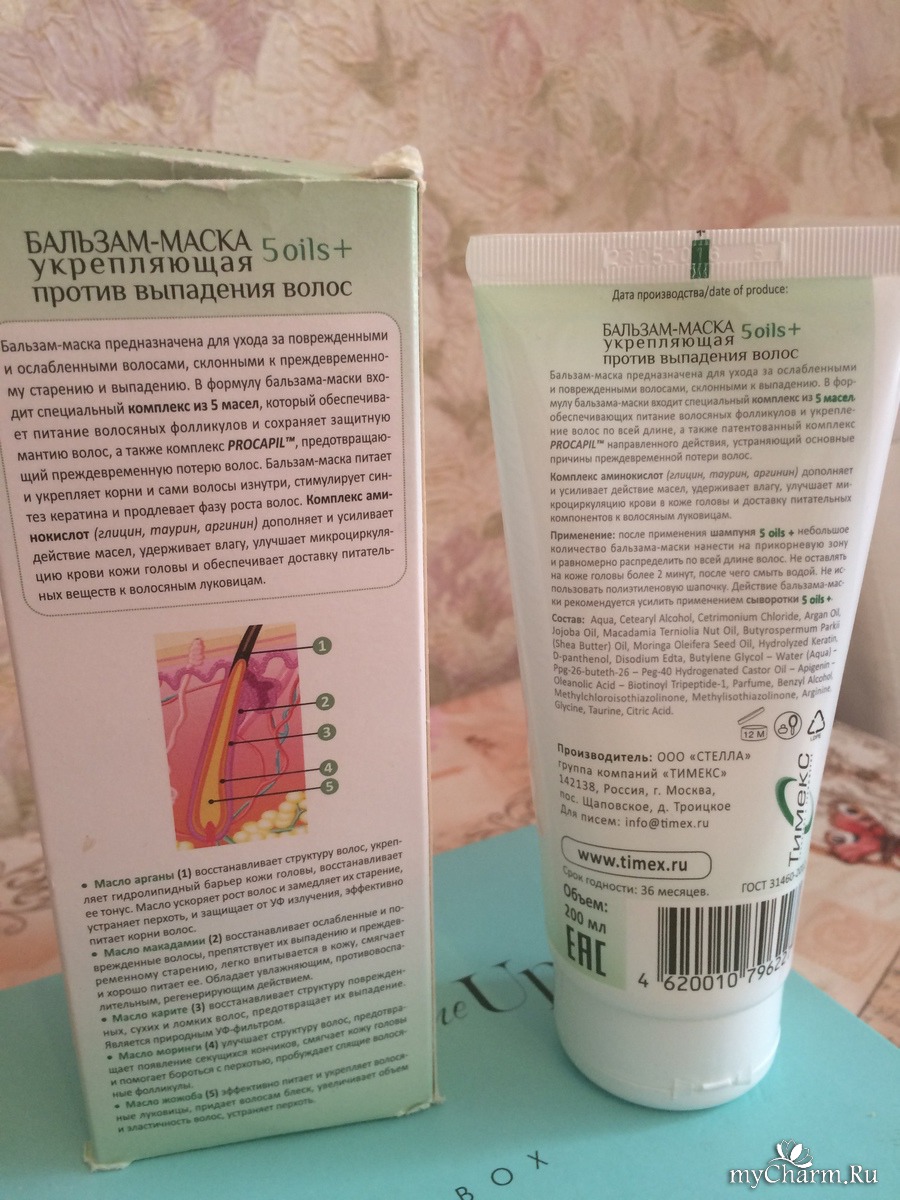 БАЛЬЗАМ-МАСКА
укрепляющая 5oils+
против выпадения волос
Бальзам-маска предназначена для ухода за поврежденными
и ослабленными волосами, склонными к преждевременно-
му старению и выпадению. В формулу бальзама-маски вхо-
дит специальный комплекс из 5 масел, который обеспечива-
ет питание волосяных фолликулов и сохраняет защитную
мантию волос, а также комплекс PROCAPIL™, предотвращаю-
щий преждевременную потерю волос. Бальзам-маска питает
и укрепляет корни и сами волосы изнутри, стимулирует син-
тез кератина и продлевает фазу роста волос. Комплекс ами-
нокислот (глицин, таурин, аргинин) дополняет и усиливает
действие масел, удерживает влагу, улучшает микроциркуля-
цию крови кожи головы и обеспечивает доставку питатель-
ных веществ к волосяным луковицам.
1
2
3
4
5
• Масло арганы (1) восстанавливает структуру волос, укреп-
ляет гидролипидный барьер кожи головы, восстанавливает
ее тонус. Масло ускоряет рост волос и замедляет их старение,
устраняет перхоть, и защищает от УФ излучения, эффективно
питает корни волос.
• Масло макадамии (2) восстанавливает ослабленные и по-
врежденные волосы, препятствует их выпадению и преждев-
ременному старению, легко впитывается в кожу, смягчает
и хорошо питает ее. Обладает увлажняющим, противовоспа-
лительным, регенерирующим действием.
• Масло карите (3) восстанавливает структуру поврежден-
ных, сухих и ломких волос, предотвращает их выпадение.
Является природным УФ-фильтром.
• Масло моринги (4) улучшает структуру волос, предотвра-
щает появление секущихся кончиков, смягчает кожу головы
и помогает бороться с перхотью, пробуждает спящие волося-
ные фолликулы.
• Масло жожоба (5) эффективно питает и укрепляет волося-
ные луковицы, придает волосам блеск, увеличивает объем
и эластичность волос, устраняет перхоть.
Дата производства/date of produce:
БАЛЬЗАМ-МАСКА
укрепляющая 5oils+
против выпадения волос
Бальзам-маска предназначена для ухода за ослабленными
и поврежденными волосами, склонными к выпадению. В фор-
мулу бальзама-маски входит специальный комплекс из 5 масел,
обеспечивающих питание волосяных фолликулов и укрепле-
ние волос по всей длине, а также патентованный комплекс
PROCAPIL™ направленного действия, устраняющий основные
причины преждевременной потери волос.
Комплекс аминокислот (глицин, таурин, аргинин) дополняет
и усиливает действие масел, удерживает влагу, улучшает ми-
кроциркуляцию крови в коже головы и доставку питательных
компонентов к волосяным луковицам.
Применение: после применения шампуня 5 oils + небольшое
количество бальзама-маски нанести на прикорневую зону
и равномерно распределить по всей длине волос. Не оставлять
на коже головы более 2 минут, после чего смыть водой. Не ис-
пользовать полиэтиленовую шапочку. Действие бальзама-мас-
ки рекомендуется усилить применением сыворотки 5 oils +
Состав: Aqua, Cetearyl Alcohol, Cetrimonium Chloride, Argan Oil,
Jojoba Oil, Macadamia Terniolia Nut Oil, Butyrospermum Parkii
(Shea Butter) Oil, Moringa Oleifera Seed Oil, Hydrolyzed Keratin,
D-panthenol, Disodium Edta, Butylene Glycol – Water (Aqua) –
Ppg-26-buteth-26 – Peg-40 Hydrogenated Castor Oil – Apigenin –
Oleanolic Acid – Biotinoyl Tripeptide-1, Parfume, Benzyl Alcohol,
Methylchloroisothiazolinone, Methylisothiazolinone, Arginine,
Glycine, Taurine, Citric Acid.
12 M
LDPE
Производитель: ООО «СТЕЛЛА»
группа компаний «ТИМЕКС»
142138, Россия, г. Москва,
пос. Щаповское, д. Троицкое
Для писем: info@timex.ru
Тимекс
www.timex.ru
Срок годности: 36 месяцев.
ГОСТ 31460-20
Объем:
200 мл
EAC
4 620010 79622
Up
BOX
myCharm.Ru